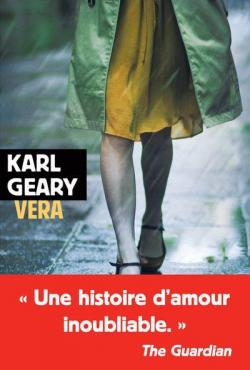 KARL
GEARY
VERA
« Une histoire d'amour
inoubliable. »
The Guardian